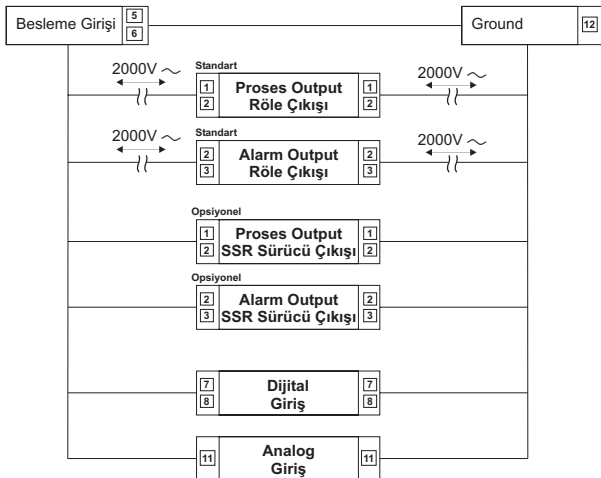 Besleme Girişi 5 6 Ground 12
2000V Standart 2000V
1 2 Proses Output 1 2
Röle Çıkışı
2000V Standart 2000V
2 3 Alarm Output 2 3
Röle Çıkışı
Opsiyonel
1 2 Proses Output 1 2
SSR Sürücü Çıkışı
Opsiyonel
2 3 Alarm Output 2 3
SSR Sürücü Çıkışı
7 8 Dijital 7 8
Giriş
11 Analog 11
Giriş